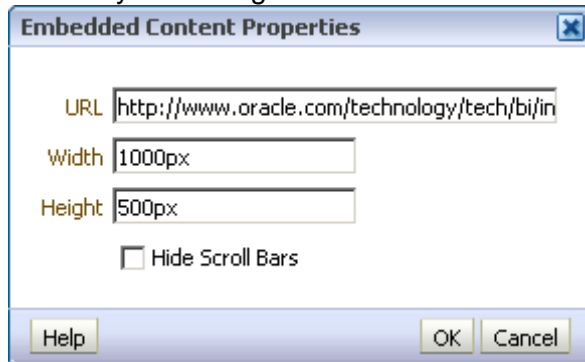 Embedded Content Properties
URL http://www.oracle.com/technology/tech/bi/in
Width 1000px
Height 500px
Hide Scroll Bars
Help OK Cancel